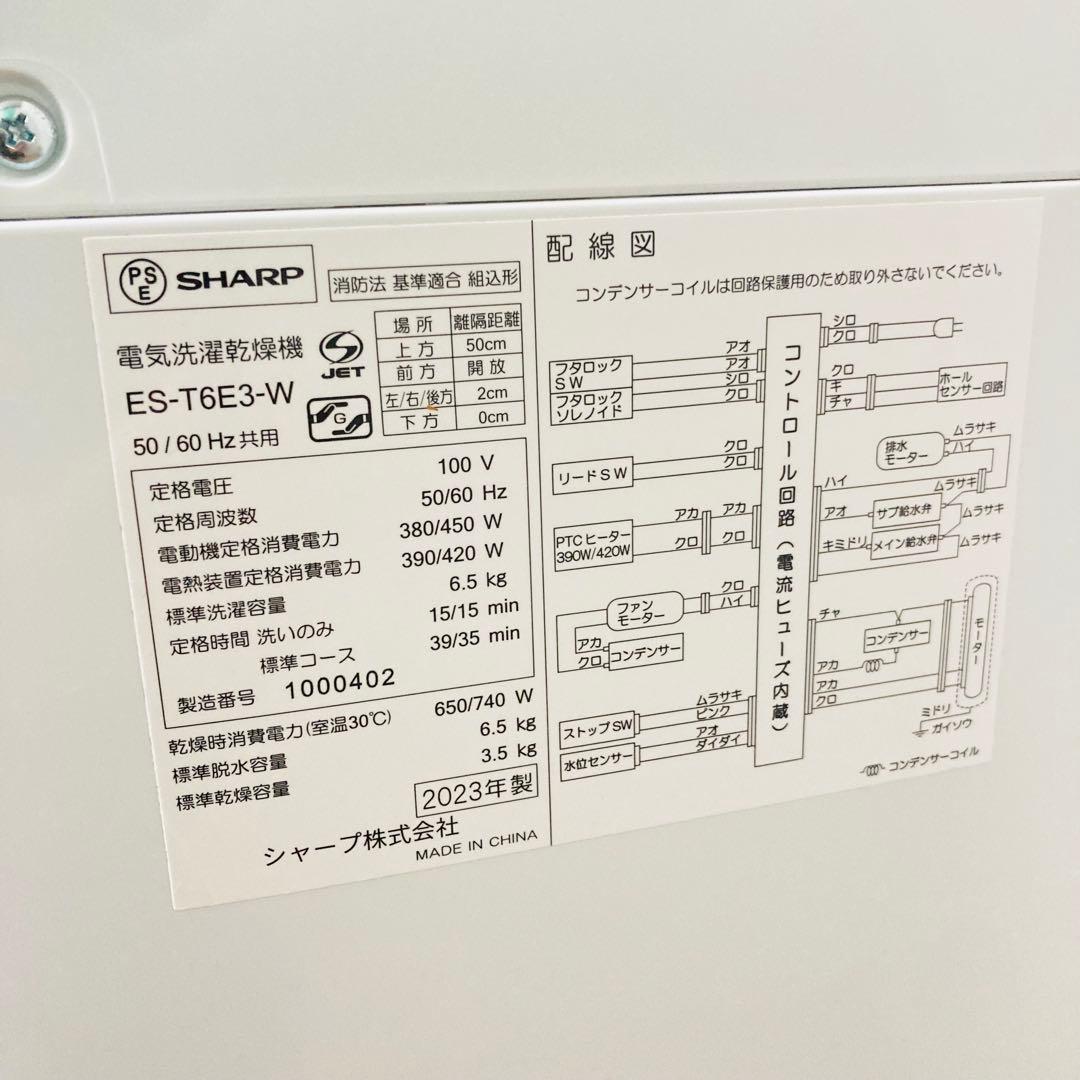 PS
E
SHARP
消防法 基準適合 組込形
電気洗濯乾燥機
JET
ES-T6E3-W
G
50 / 60 Hz 共用
場所 離隔距離
上方 50cm
前方 開放
左/右/後方 2cm
下方 0cm
定格電圧 100 V
定格周波数 50/60 Hz
電動機定格消費電力 380/450 W
電熱装置定格消費電力 390/420 W
標準洗濯容量 6.5 kg
定格時間 洗いのみ 15/15 min
標準コース 39/35 min
製造番号 1000402
乾燥時消費電力(室温30℃) 650/740 W
標準脱水容量 6.5 kg
標準乾燥容量 3.5 kg
2023年製
シャープ株式会社
MADE IN CHINA
配線図
コンデンサーコイルは回路保護用のため取り外さないでください。
コントロール回路(電流ヒューズ内蔵)
フタロック
SW
アオ
アオ
フタロック
ソレノイド
シロ
クロ
リードSW
クロ
クロ
PTCヒーター
390W/420W
アカ
クロ
アカ
クロ
ファン
モーター
クロ
ハイ
アカ
クロ
コンデンサー
ストップSW
ムラサキ
ピンク
水位センサー
アオ
ダイダイ
シロ
クロ
クロ
キ
チャ
ホール
センサー回路
排水
モーター
ムラサキ
ハイ
ハイ
ムラサキ
アオ
サブ給水弁
ムラサキ
キミドリ
メイン給水弁
ムラサキ
チャ
コンデンサー
モーター
アカ
アカ
クロ
ミドリ
ガイソウ
コンデンサーコイル